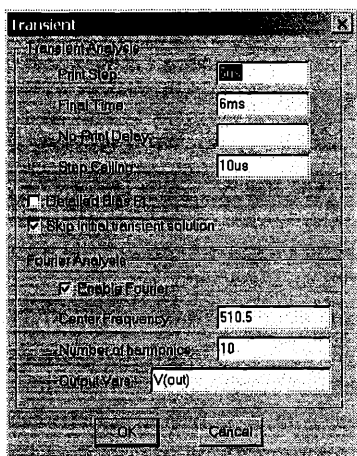 Transient
Transient Analysis
Print Step:
Final Time: 6ms
No-Print Delay:
Step Ceiling: 10us
Detailed Bias Pt.
Skip initial transient solution
Fourier Analysis
Enable Fourier
Center Frequency: 510.5
Number of harmonics: 10
Output Vars.: V(out)
OK Cancel